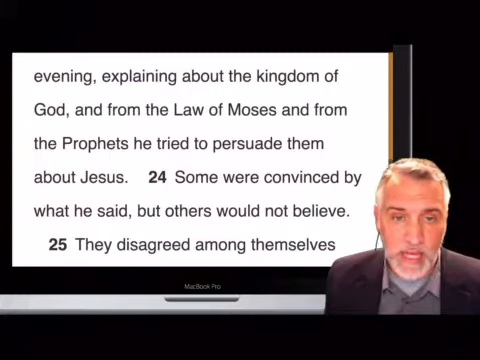 evening, explaining about the kingdom of
God, and from the Law of Moses and from
the Prophets he tried to persuade them
about Jesus. 24 Some were convinced by
what he said, but others would not believe.
25 They disagreed among themselves
MacBook Pro